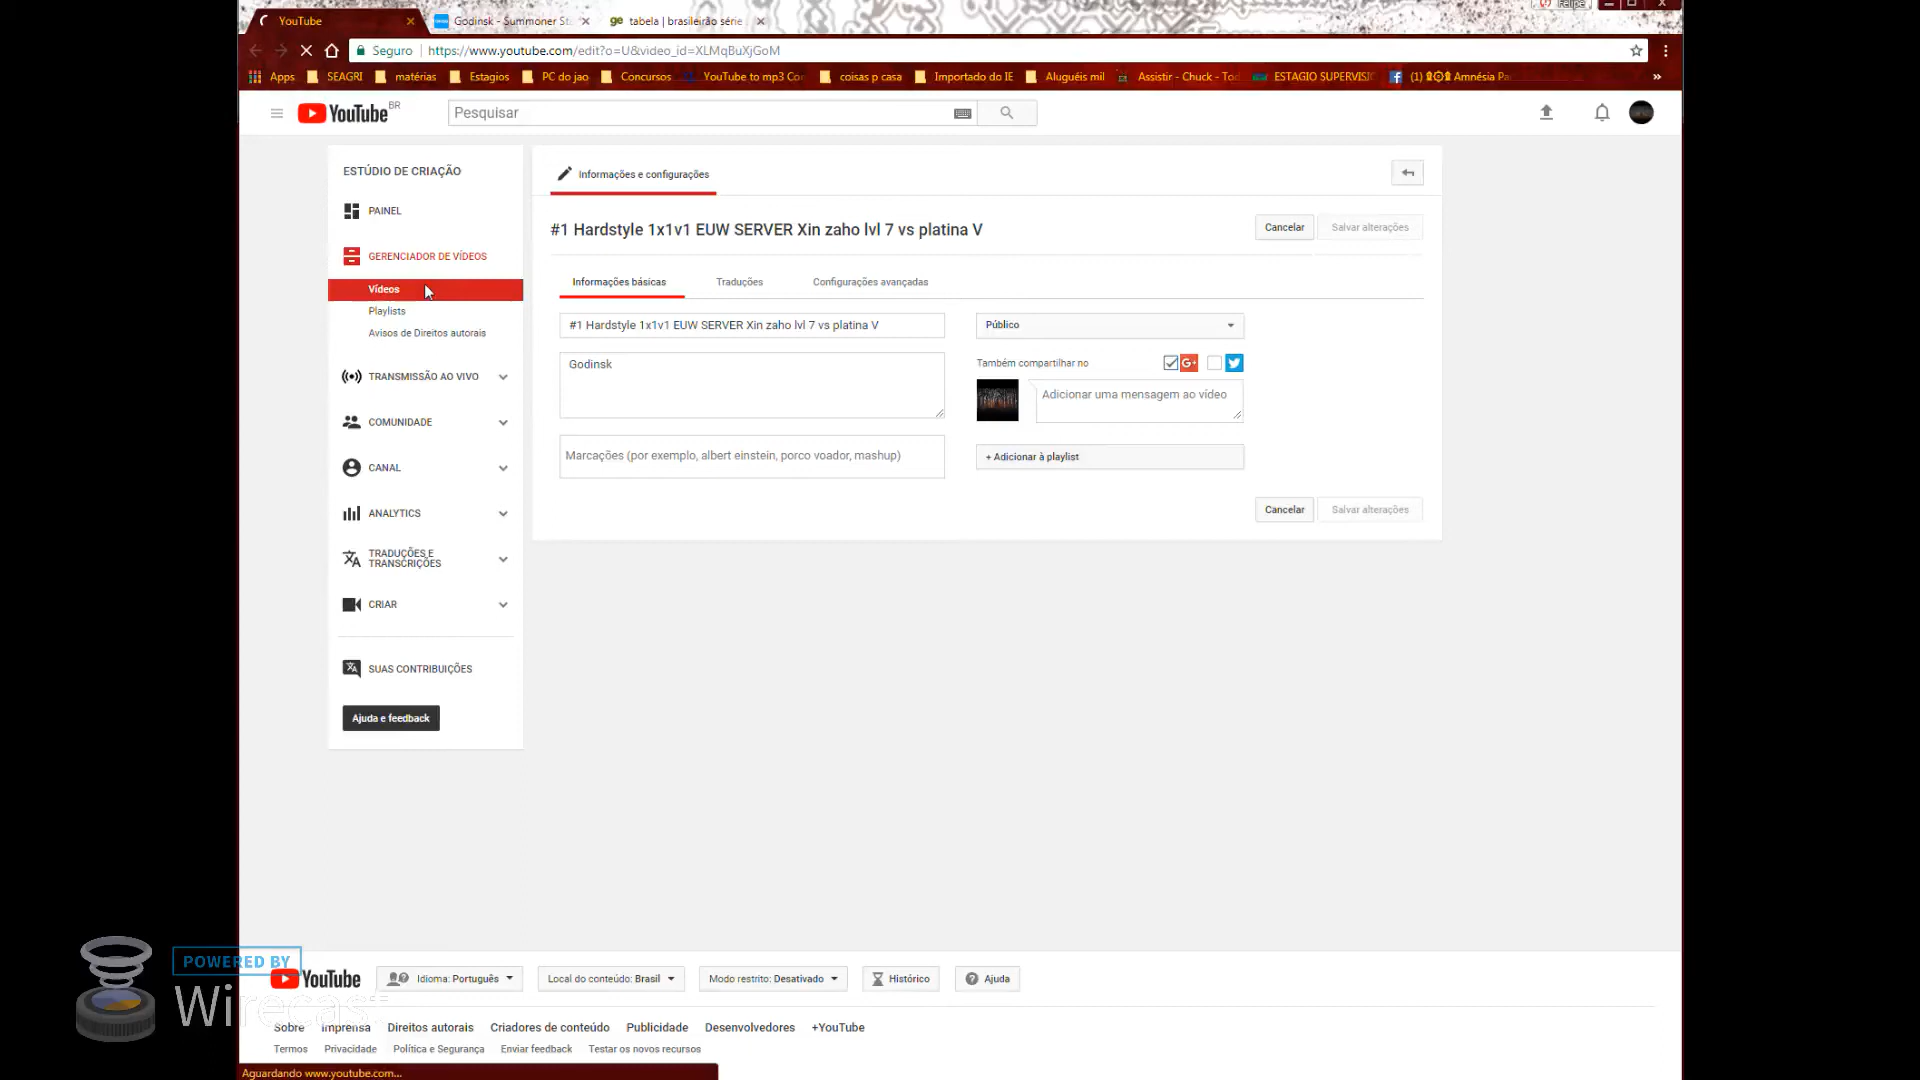 YouTube
Godinsk - Summoner St
ge tabela | brasileirão série
Felipe
Seguro | https://www.youtube.com/edit?o=U&video_id=XLMqBuXjGoM
Apps SEAGRI matérias Estagios PC do jao Concursos YouTube to mp3 Con coisas p casa Importado do IE Aluguéis mil Assistir - Chuck - Tod ESTAGIO SUPERVISIO (1) Amnésia Pa »
YouTube BR
Pesquisar
ESTÚDIO DE CRIAÇÃO
PAINEL
GERENCIADOR DE VÍDEOS
Vídeos
Playlists
Avisos de Direitos autorais
TRANSMISSÃO AO VIVO
COMUNIDADE
CANAL
ANALYTICS
TRADUÇÕES E
TRANSCRIÇÕES
CRIAR
SUAS CONTRIBUIÇÕES
Ajuda e feedback
Informações e configurações
#1 Hardstyle 1x1v1 EUW SERVER Xin zaho lvl 7 vs platina V
Cancelar Salvar alterações
Informações básicas Traduções Configurações avançadas
#1 Hardstyle 1x1v1 EUW SERVER Xin zaho lvl 7 vs platina V
Godinsk
Marcações (por exemplo, albert einstein, porco voador, mashup)
Público
Também compartilhar no G+
Adicionar uma mensagem ao vídeo
+ Adicionar à playlist
Cancelar Salvar alterações
POWERED BY
Wirecast
YouTube Idioma: Português Local do conteúdo: Brasil Modo restrito: Desativado Histórico Ajuda
Sobre Imprensa Direitos autorais Criadores de conteúdo Publicidade Desenvolvedores +YouTube
Termos Privacidade Política e Segurança Enviar feedback Testar os novos recursos
Aguardando www.youtube.com...